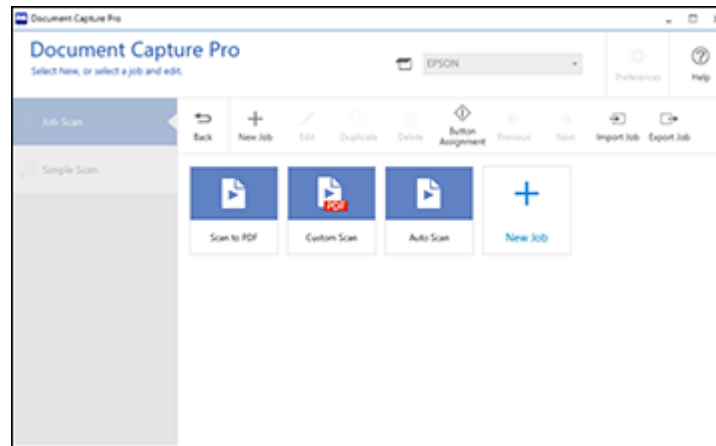 Document Capture Pro
Document Capture Pro
Select New, or select a job and edit.
EPSON
Preferences
Help
Job Scan
Simple Scan
Back
New Job
Edit
Duplicate
Delete
Button Assignment
Previous
Next
Import Job
Export Job
Scan to PDF
PDF
Custom Scan
Auto Scan
New Job